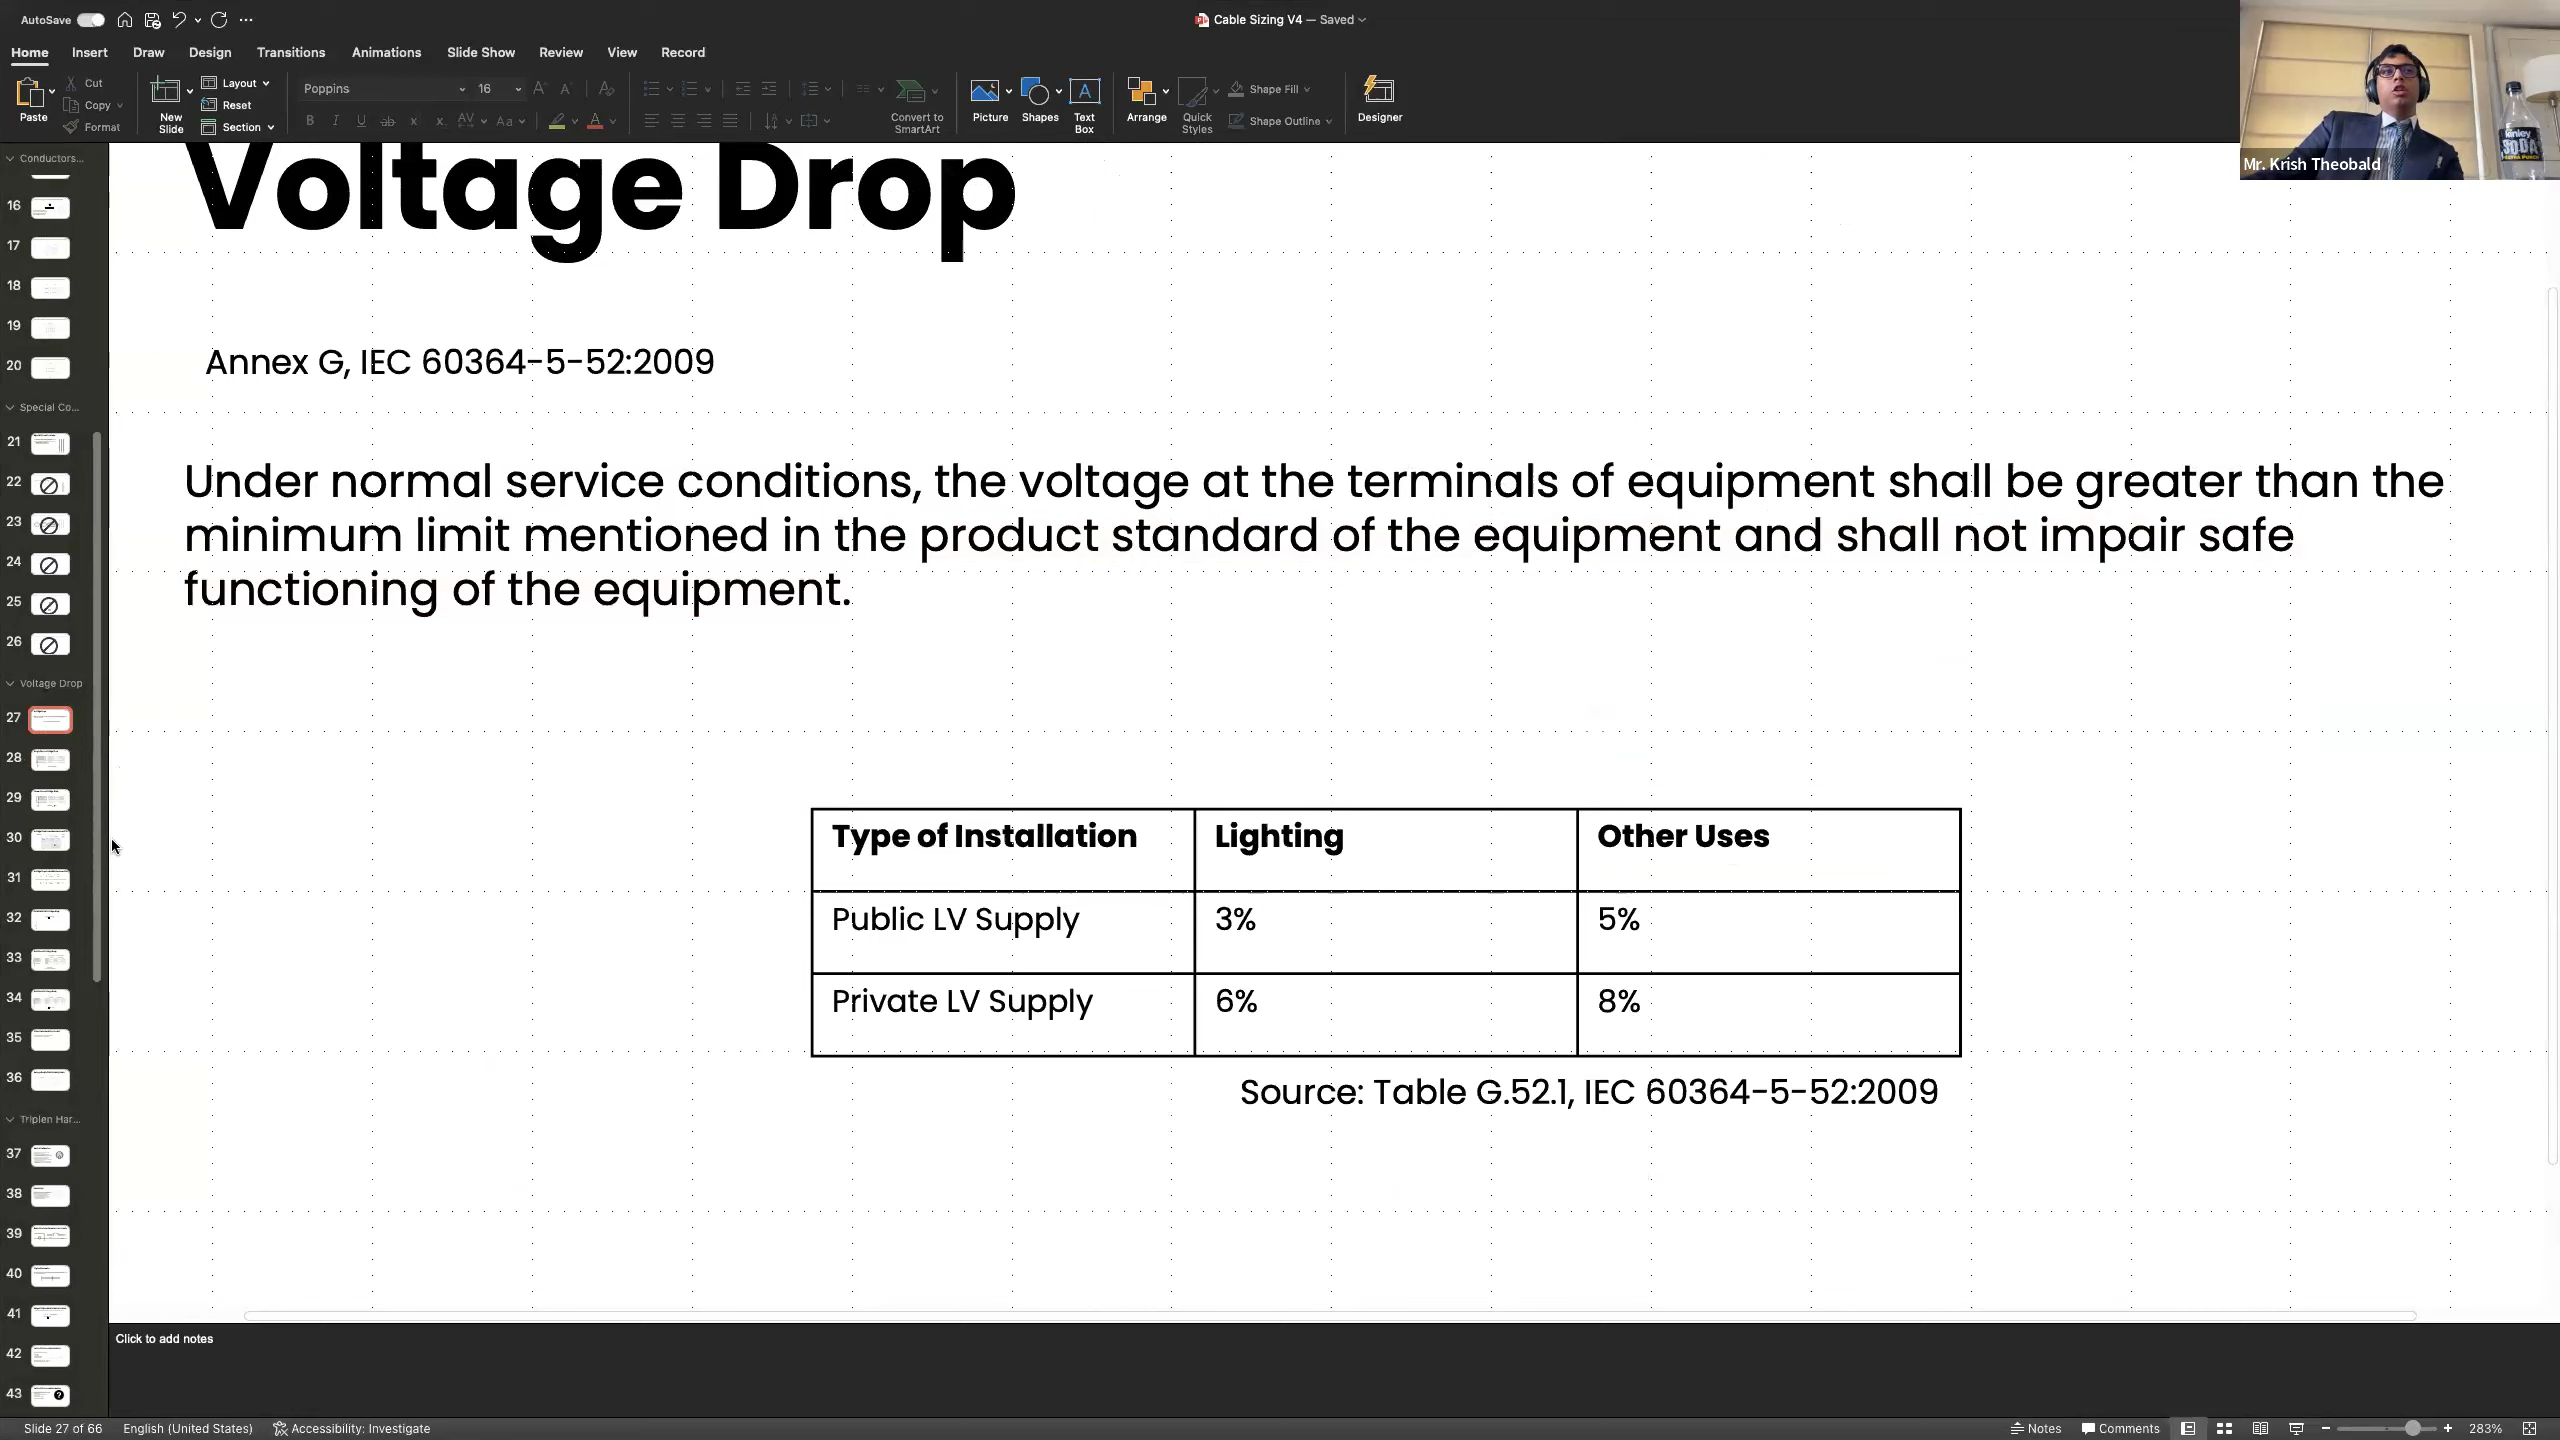 AutoSave
Cable Sizing V4 — Saved
Home Insert Draw Design Transitions Animations Slide Show Review View Record
Paste
Cut
Copy
Format
New Slide
Layout
Reset
Section
Poppins 16
Convert to SmartArt
Picture
Shapes
Text Box
Arrange
Quick Styles
Shape Fill
Shape Outline
Designer
kinley
SODA
Mr. Krish Theobald
Conductors...
16
17
18
19
20
Special Co...
21
22
23
24
25
26
Voltage Drop
27
28
29
30
31
32
33
34
35
36
Triplen Har...
37
38
39
40
41
42
43
Voltage Drop
Annex G, IEC 60364-5-52:2009
Under normal service conditions, the voltage at the terminals of equipment shall be greater than the
minimum limit mentioned in the product standard of the equipment and shall not impair safe
functioning of the equipment.
Type of Installation Lighting Other Uses
Public LV Supply 3% 5%
Private LV Supply 6% 8%
Source: Table G.52.1, IEC 60364-5-52:2009
Click to add notes
Slide 27 of 66 English (United States) Accessibility: Investigate Notes Comments 283%